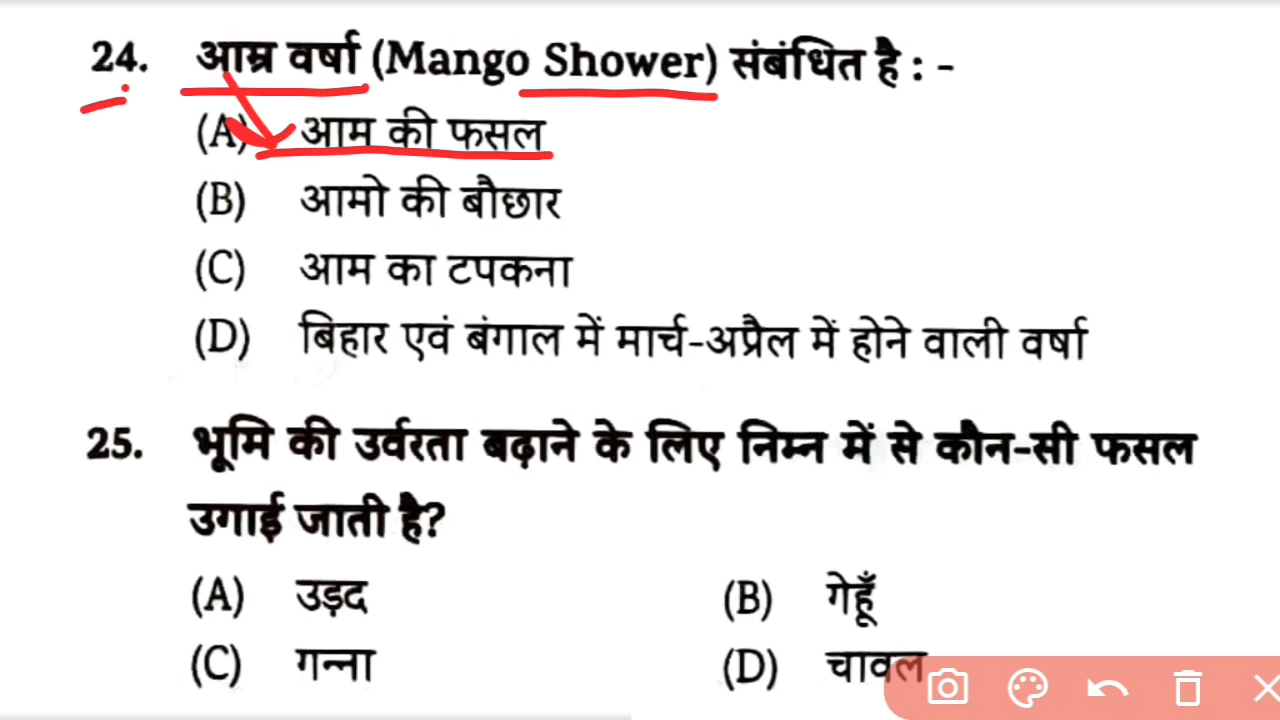 24. आम्र वर्षा (Mango Shower) संबंधित है : -
(A) आम की फसल
(B) आमो की बौछार
(C) आम का टपकना
(D) बिहार एवं बंगाल में मार्च-अप्रैल में होने वाली वर्षा
25. भूमि की उर्वरता बढ़ाने के लिए निम्न में से कौन-सी फसल
उगाई जाती है?
(A) उड़द (B) गेहूँ
(C) गन्ना (D) चावल